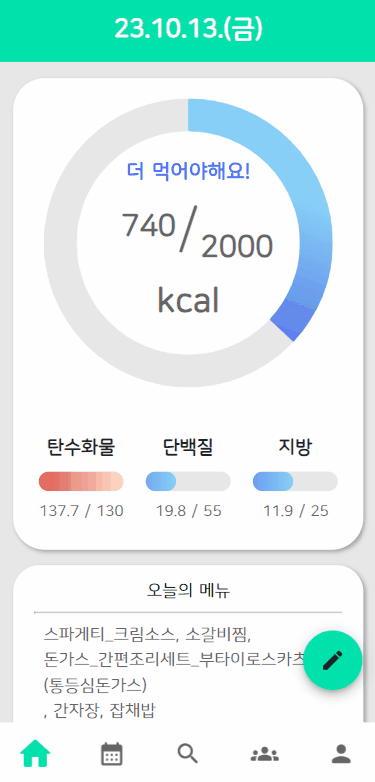 23.10.13.(금)
더 먹어야해요!
740 / 2000
kcal
탄수화물 단백질 지방
137.7 / 130 19.8 / 55 11.9 / 25
오늘의 메뉴
스파게티_크림소스, 소갈비찜,
돈가스_간편조리세트_부타이로스카츠
(통등심돈가스)
, 간자장, 잡채밥